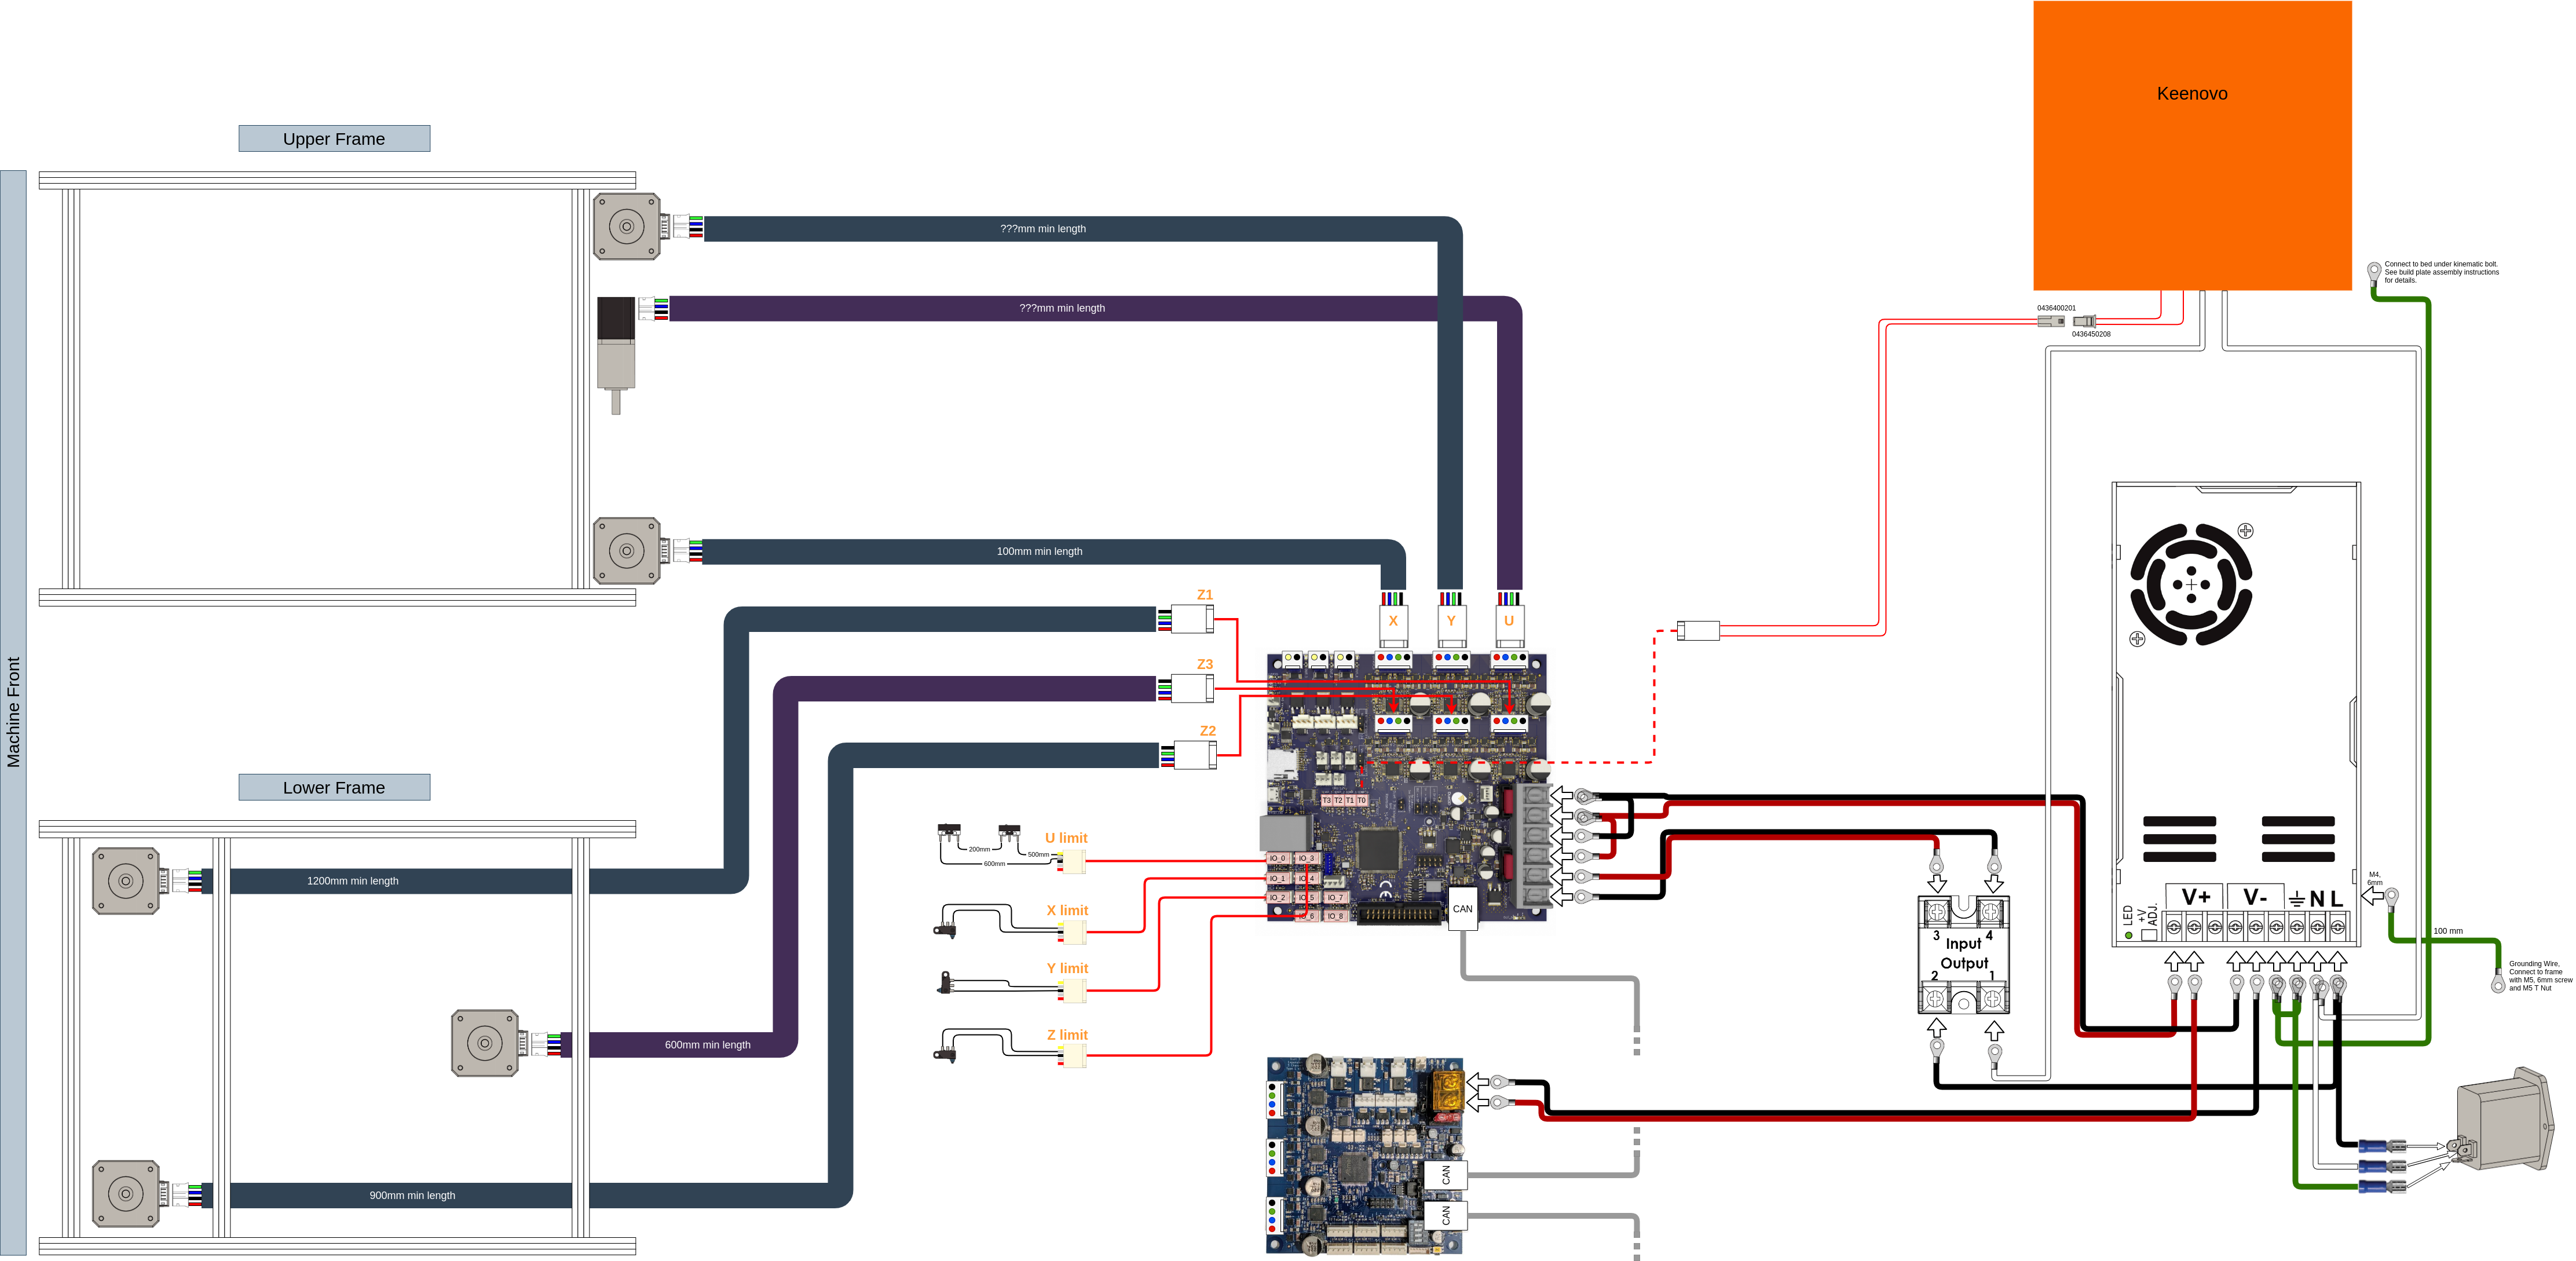 Keenovo
Upper Frame
???mm min length
Connect to bed under kinematic bolt.
See build plate assembly instructions
for details.
???mm min length
0436400201
0436450208
100mm min length
Z1
X
Y
U
Z3
Z2
Machine Front
Lower Frame
T3
T2
T1
T0
U limit
200mm
500mm
600mm
IO_0
IO_3
IO_1
IO_4
IO_2
IO_5
IO_7
IO_6
IO_8
CAN
CE
M4,
6mm
V+
V-
N
L
LED
+V
ADJ.
1200mm min length
X limit
3
4
Input
Output
2
1
100 mm
Grounding Wire,
Connect to frame
with M5, 6mm screw
and M5 T Nut
Y limit
Z limit
600mm min length
CAN
CAN
900mm min length